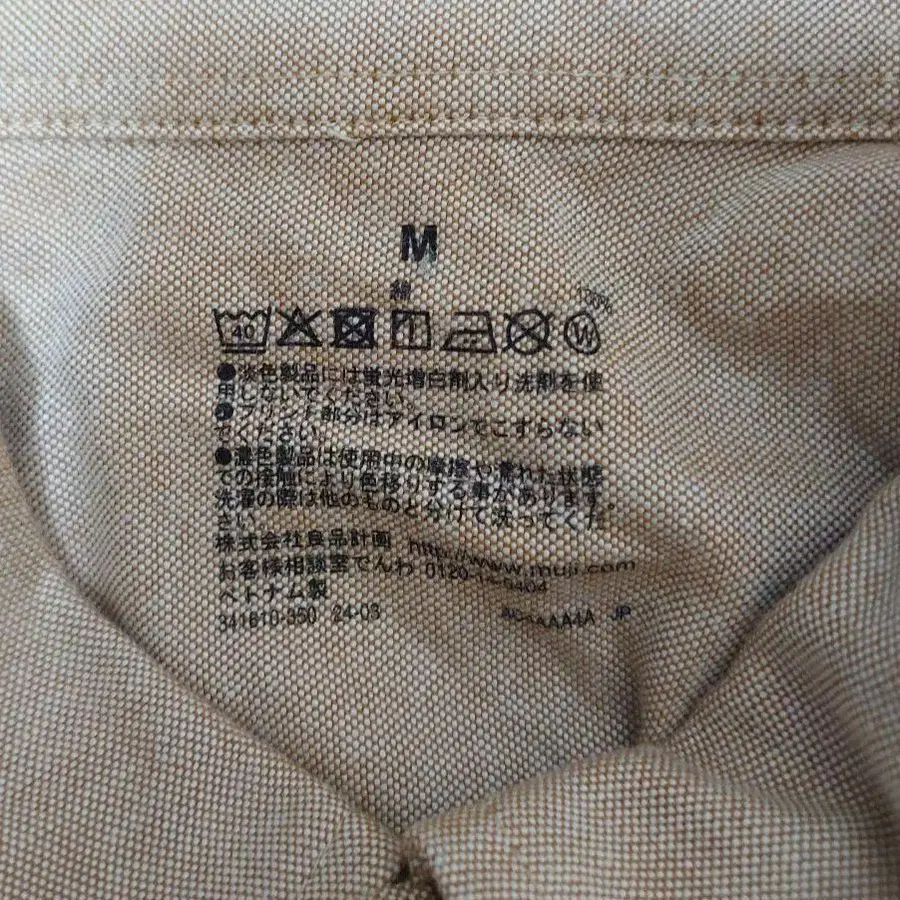 M
綿
40
W
●淡色製品には蛍光増白剤入り洗剤を使
用しないでください。
●プリント部分はアイロンでこすらない
でください。
●濃色製品は使用中の摩擦や濡れた状態
での接触により色移りする事があります。
洗濯の際は他のものと分けて洗ってくだ
さい。
株式会社良品計画 http://www.muji.com
お客様相談室でんわ 0120-14-6404
ベトナム製
24-03 JP